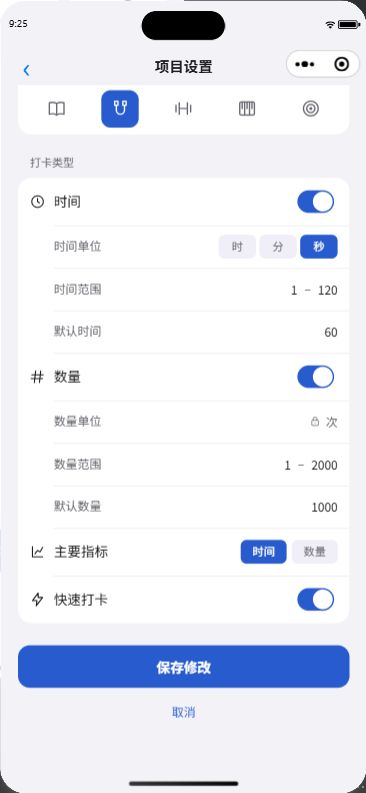 9:25
项目设置
打卡类型
时间
时间单位 时 分 秒
时间范围 1 – 120
默认时间 60
数量
数量单位 次
数量范围 1 – 2000
默认数量 1000
主要指标 时间 数量
快速打卡
保存修改
取消